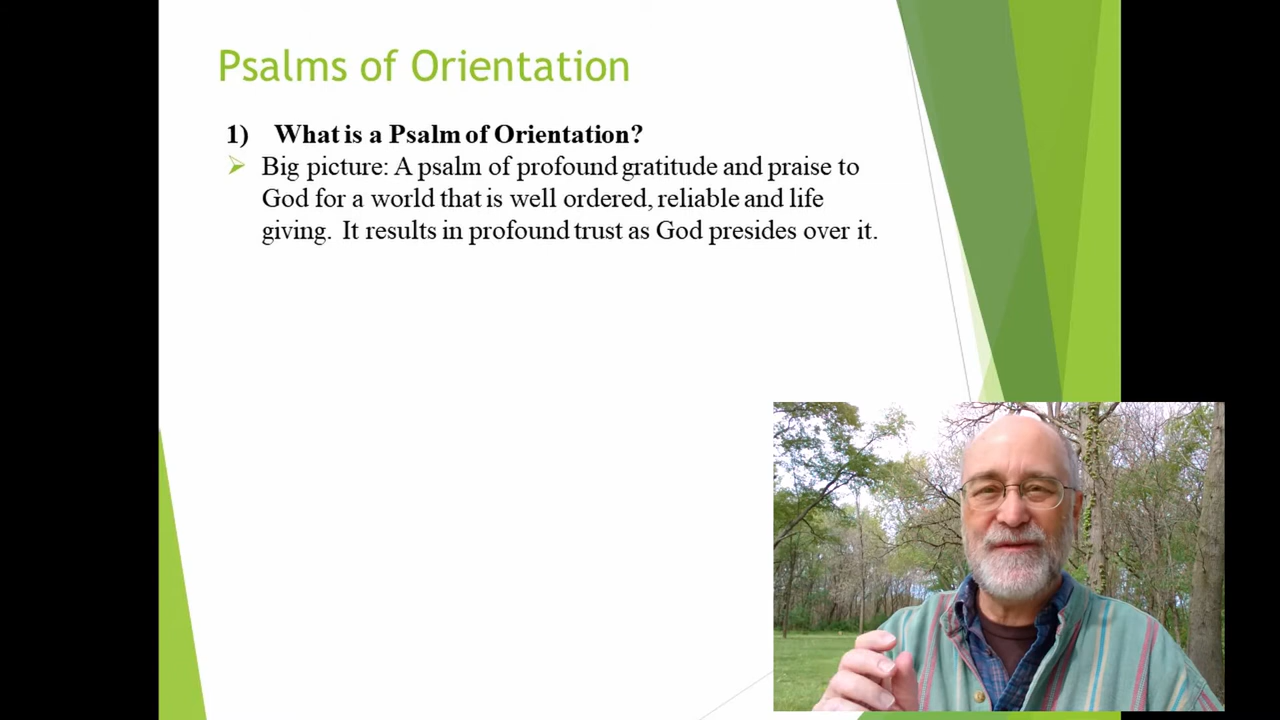 Psalms of Orientation
1) What is a Psalm of Orientation?
Big picture: A psalm of profound gratitude and praise to
God for a world that is well ordered, reliable and life
giving. It results in profound trust as God presides over it.